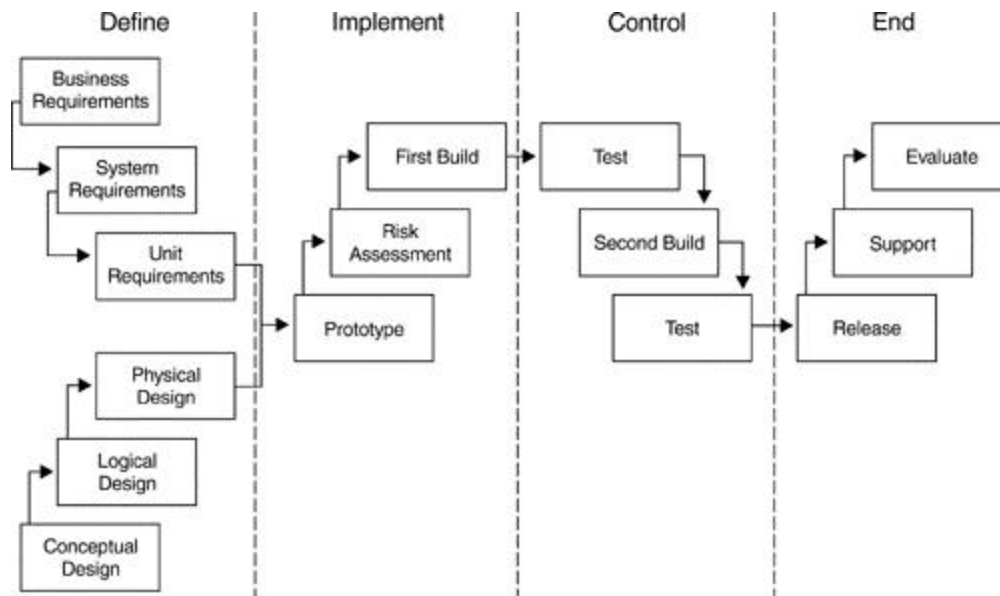 Define
Implement
Control
End
Business
Requirements
System
Requirements
Unit
Requirements
Physical
Design
Logical
Design
Conceptual
Design
First Build
Risk
Assessment
Prototype
Test
Second Build
Test
Evaluate
Support
Release